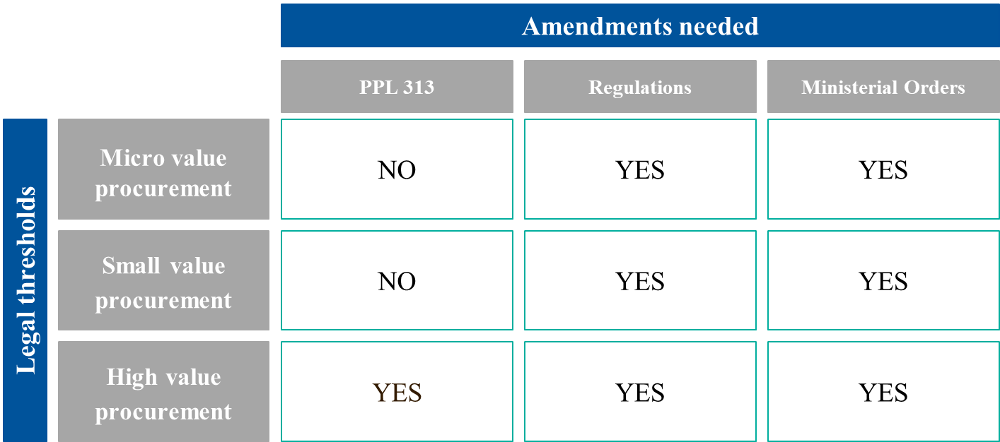 Amendments needed
PPL 313
Regulations
Ministerial Orders
Legal thresholds
Micro value
procurement
NO
YES
YES
Small value
procurement
NO
YES
YES
High value
procurement
YES
YES
YES